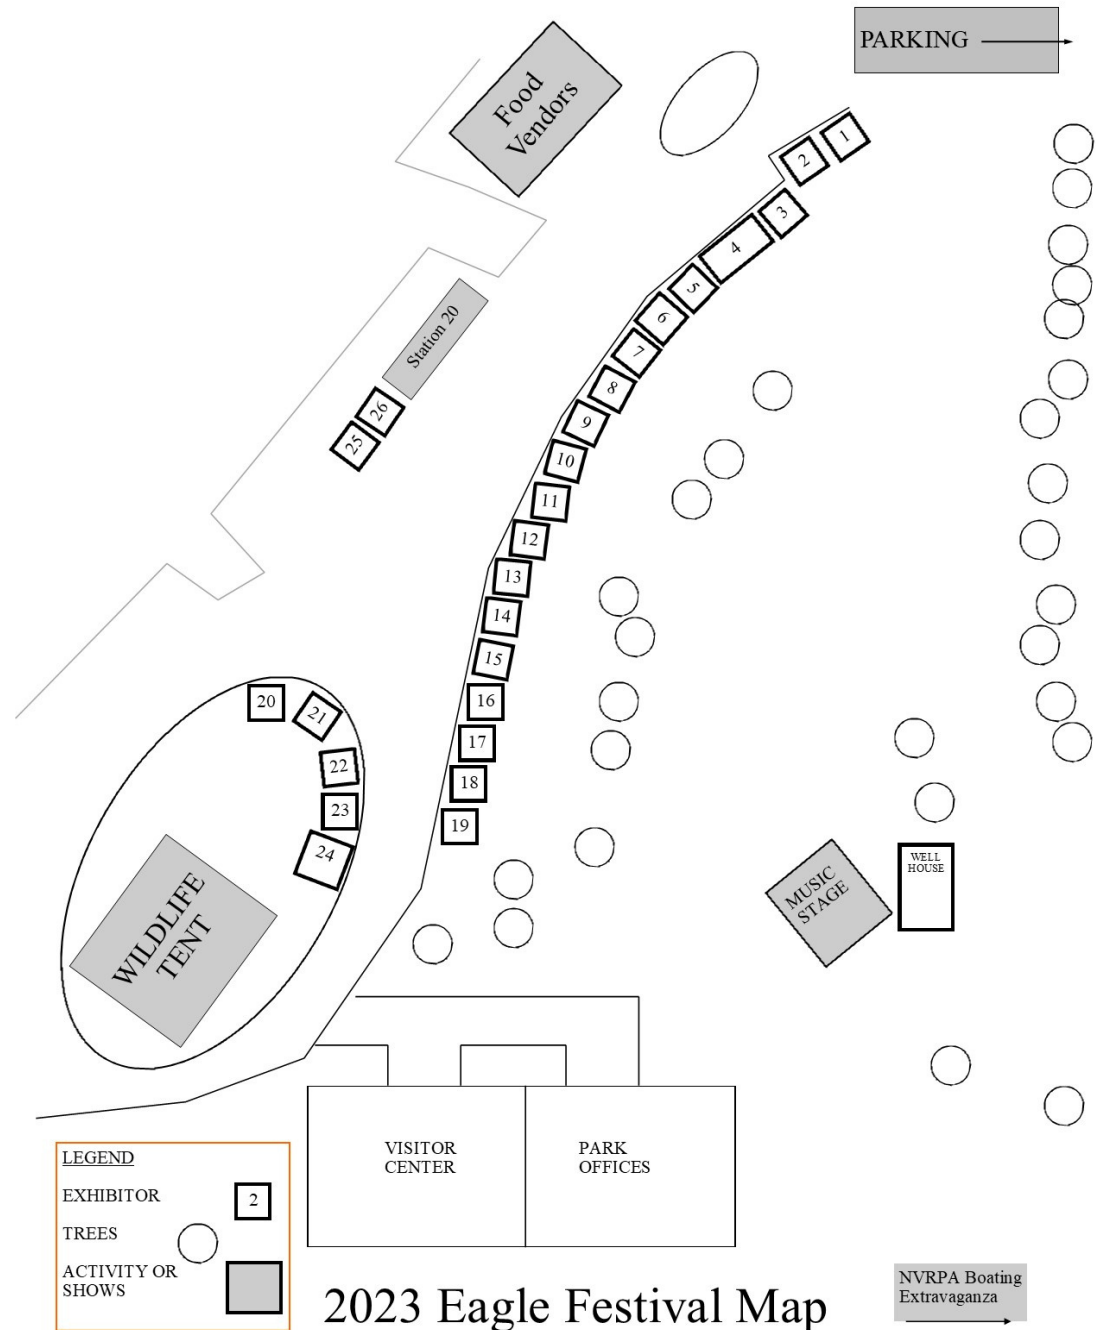 PARKING
Food
Vendors
1
2
3
4
5
6
7
8
9
10
11
12
13
14
15
16
17
18
19
Station 20
26
25
20
21
22
23
24
WILDLIFE
TENT
MUSIC
STAGE
WELL
HOUSE
VISITOR
CENTER
PARK
OFFICES
LEGEND
EXHIBITOR
2
TREES
ACTIVITY OR
SHOWS
2023 Eagle Festival Map
NVRPA Boating
Extravaganza